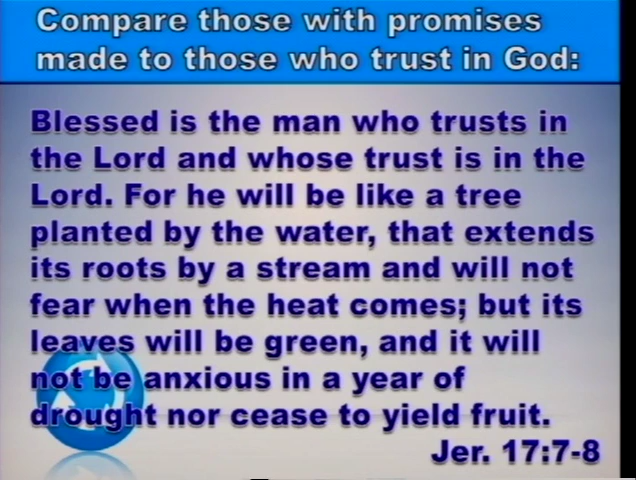 Compare those with promises
made to those who trust in God:
Blessed is the man who trusts in
the Lord and whose trust is in the
Lord. For he will be like a tree
planted by the water, that extends
its roots by a stream and will not
fear when the heat comes; but its
leaves will be green, and it will
not be anxious in a year of
drought nor cease to yield fruit.
Jer. 17:7-8